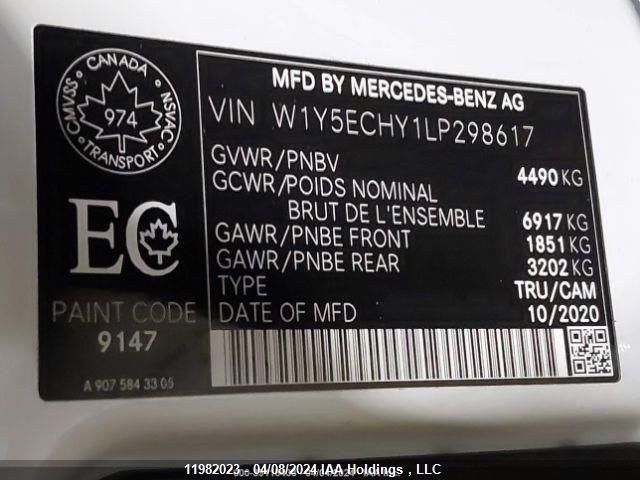 CANADA
CMVSS
NSVAC
974
TRANSPORT
MFD BY MERCEDES-BENZ AG
VIN W1Y5ECHY1LP298617
GVWR/PNBV 4490 KG
GCWR/POIDS NOMINAL
BRUT DE L'ENSEMBLE 6917 KG
GAWR/PNBE FRONT 1851 KG
GAWR/PNBE REAR 3202 KG
TYPE TRU/CAM
DATE OF MFD 10/2020
EC
PAINT CODE
9147
A 907 584 33 05
11982023 - 04/08/2024 IAA Holdings , LLC